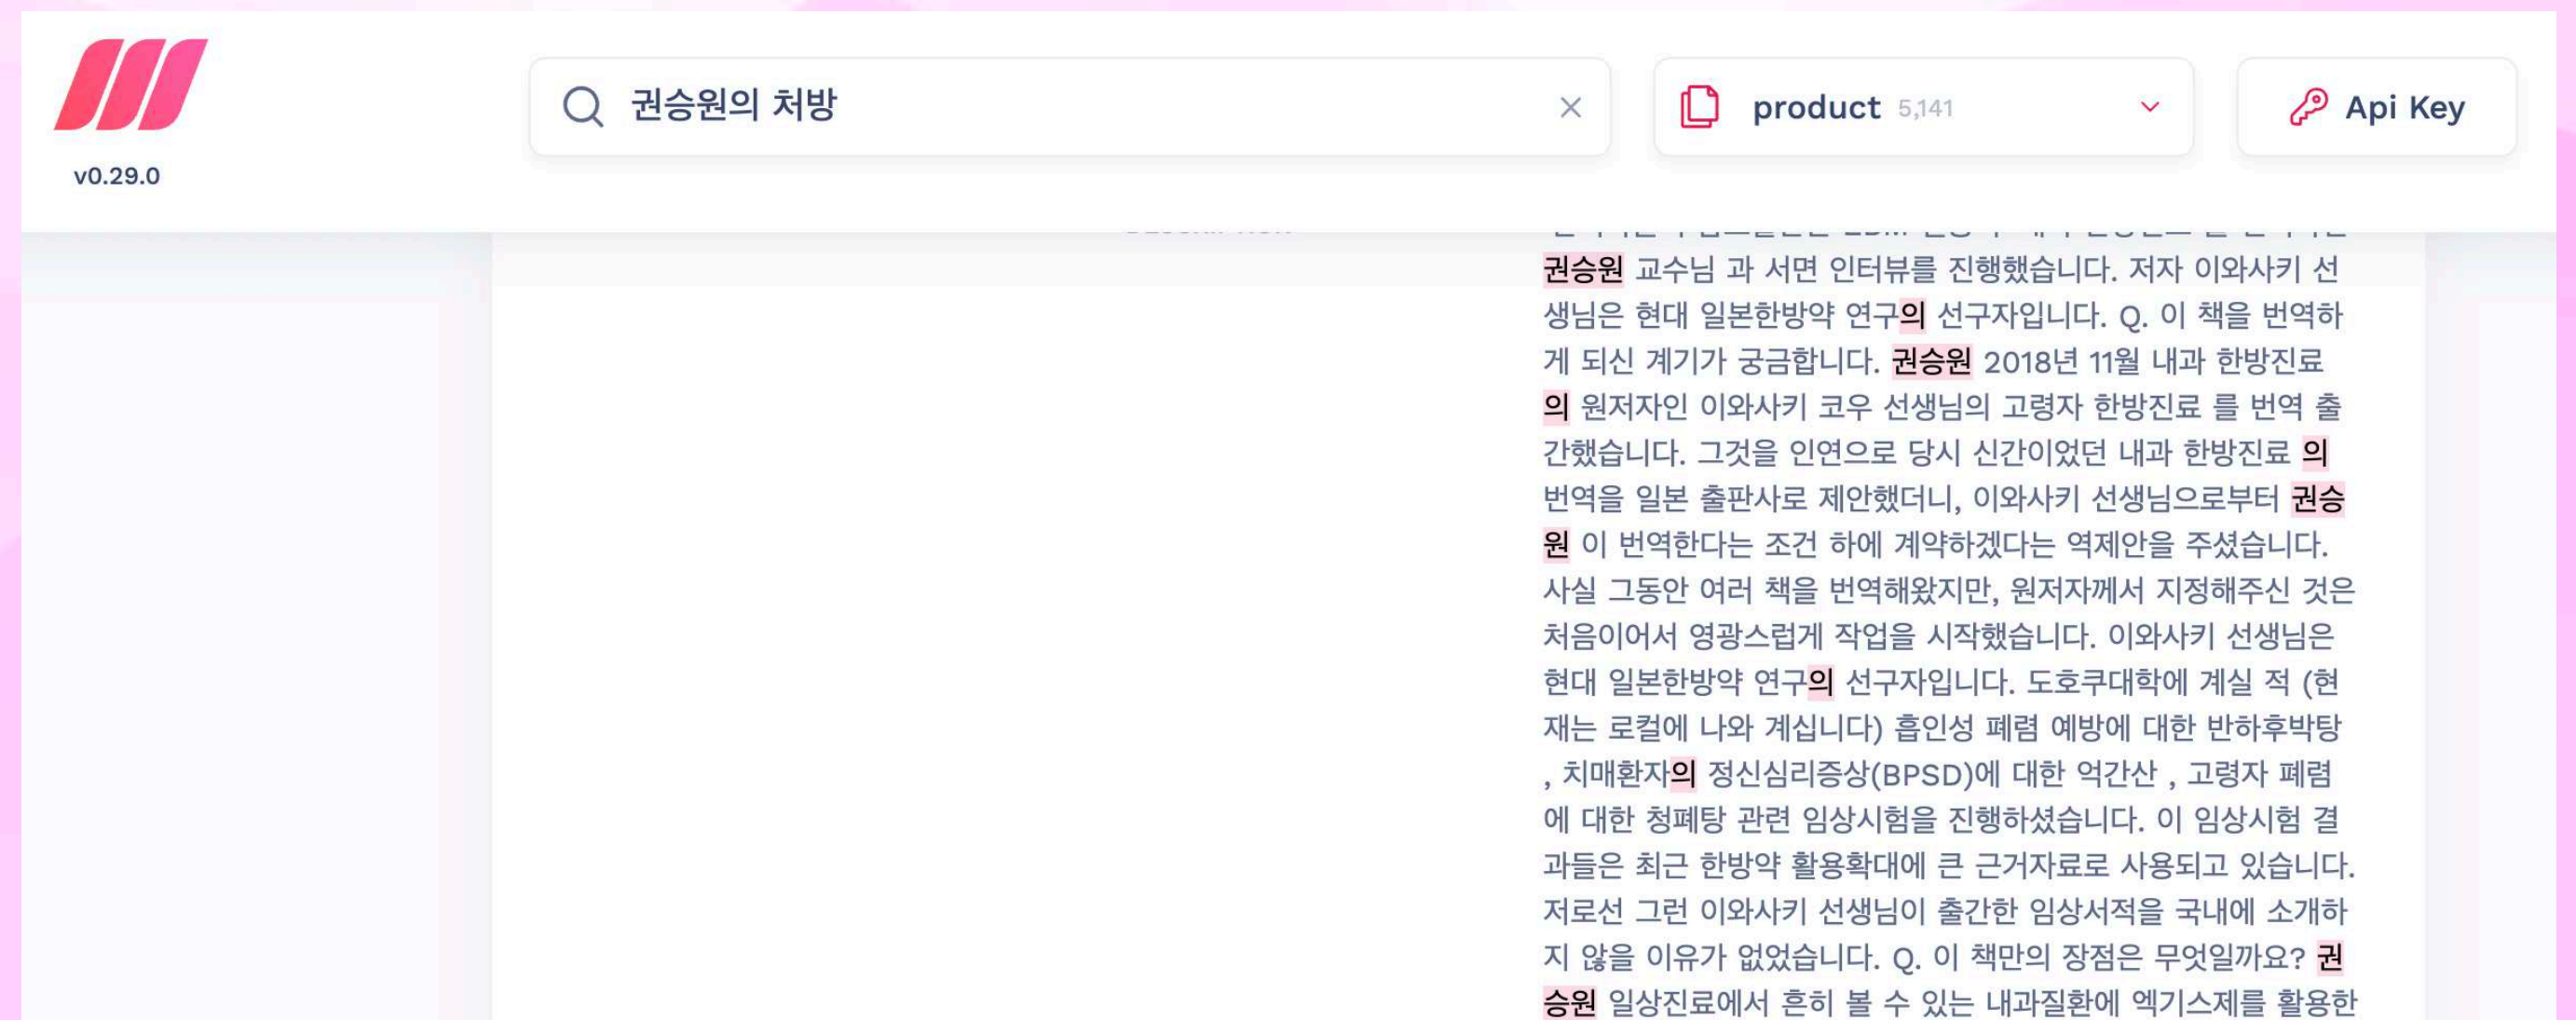 권승원의 처방
product 5,141
Api Key
v0.29.0
권승원 교수님 과 서면 인터뷰를 진행했습니다. 저자 이와사키 선
생님은 현대 일본한방약 연구의 선구자입니다. Q. 이 책을 번역하
게 되신 계기가 궁금합니다. 권승원 2018년 11월 내과 한방진료
의 원저자인 이와사키 코우 선생님의 고령자 한방진료 를 번역 출
간했습니다. 그것을 인연으로 당시 신간이었던 내과 한방진료 의
번역을 일본 출판사로 제안했더니, 이와사키 선생님으로부터 권승
원 이 번역한다는 조건 하에 계약하겠다는 역제안을 주셨습니다.
사실 그동안 여러 책을 번역해왔지만, 원저자께서 지정해주신 것은
처음이어서 영광스럽게 작업을 시작했습니다. 이와사키 선생님은
현대 일본한방약 연구의 선구자입니다. 도호쿠대학에 계실 적 (현
재는 로컬에 나와 계십니다) 흡인성 폐렴 예방에 대한 반하후박탕
, 치매환자의 정신심리증상(BPSD)에 대한 억간산 , 고령자 폐렴
에 대한 청폐탕 관련 임상시험을 진행하셨습니다. 이 임상시험 결
과들은 최근 한방약 활용확대에 큰 근거자료로 사용되고 있습니다.
저로선 그런 이와사키 선생님이 출간한 임상서적을 국내에 소개하
지 않을 이유가 없었습니다. Q. 이 책만의 장점은 무엇일까요? 권
승원 일상진료에서 흔히 볼 수 있는 내과질환에 엑기스제를 활용한